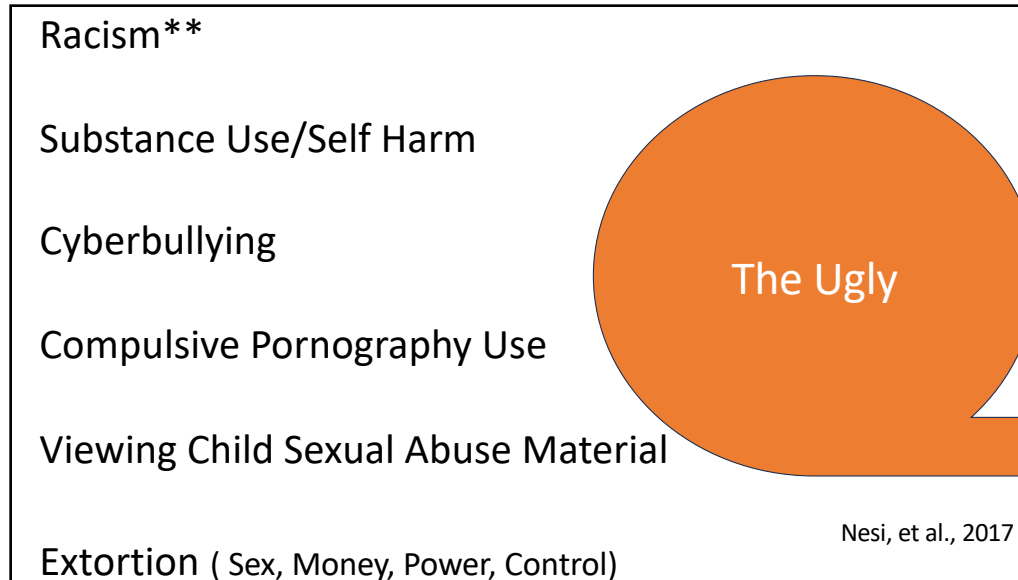 Racism**
Substance Use/Self Harm
Cyberbullying
The Ugly
Compulsive Pornography Use
Viewing Child Sexual Abuse Material
Nesi, et al., 2017
Extortion ( Sex, Money, Power, Control)